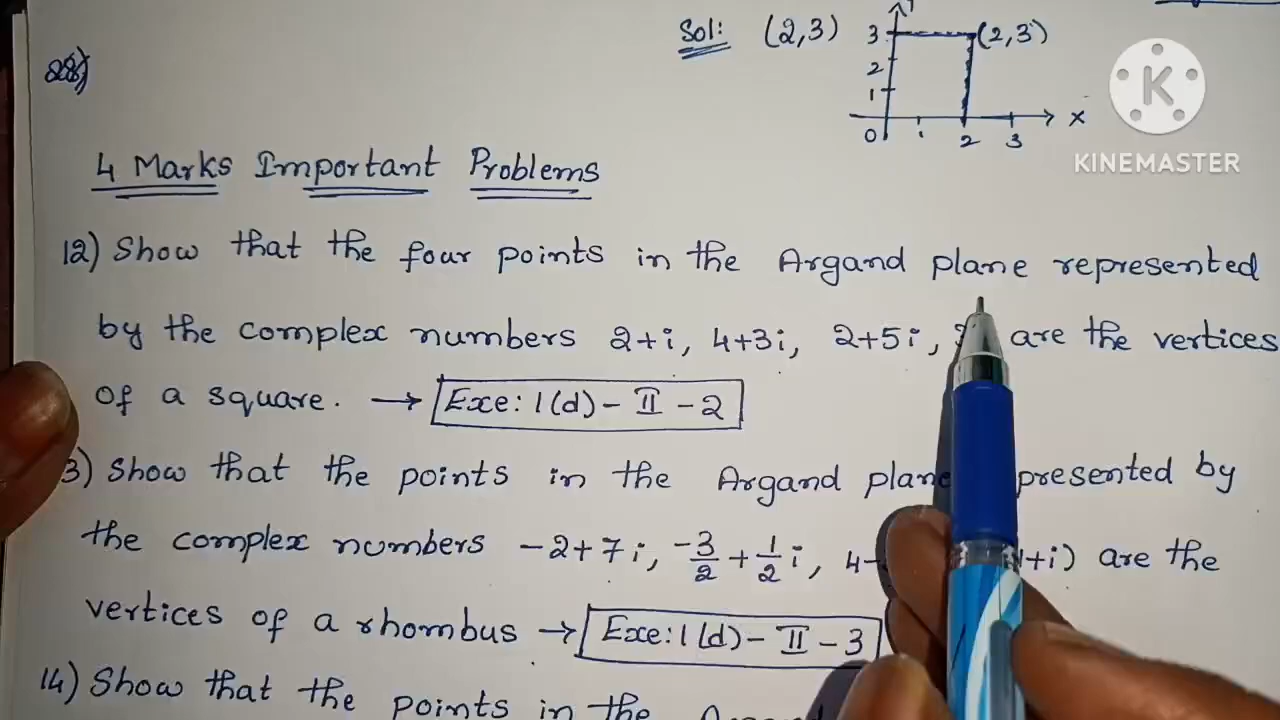 Sol: (2,3) 3 (2,3)
2
1
0 1 2 3 X
28)
K
KINEMASTER
4 Marks Important Problems
12) Show that the four points in the Argand plane represented
by the complex numbers 2+i, 4+3i, 2+5i, are the vertices
of a square. → Exe: 1(d) - II - 2
3) Show that the points in the Argand plane presented by
the complex numbers -2+7i, -3/2 + 1/2 i, 4- +i) are the
vertices of a rhombus → Exe: 1(d) - II - 3
14) Show that the points in the